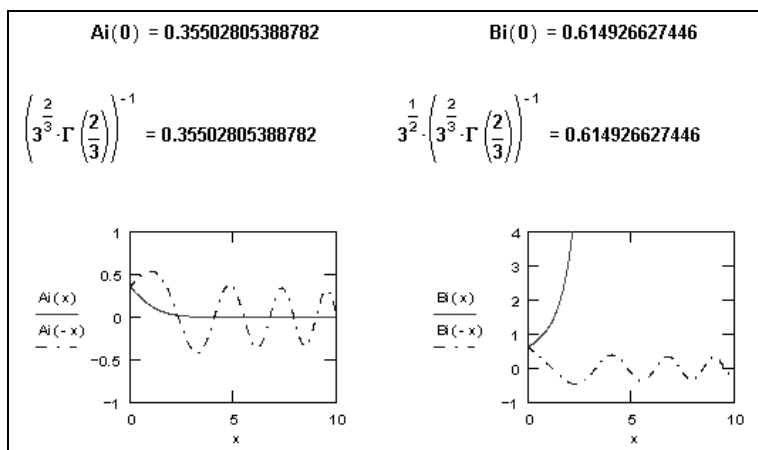 Ai(0) = 0.35502805388782
Bi(0) = 0.614926627446
(3^(2/3)·Γ(2/3))^-1 = 0.35502805388782
3^(1/2)·(3^(2/3)·Γ(2/3))^-1 = 0.614926627446
1
0.5
0
−0.5
−1
Ai(x)
Ai(-x)
0
5
10
x
4
3
2
1
0
−1
Bi(x)
Bi(-x)
0
5
10
x